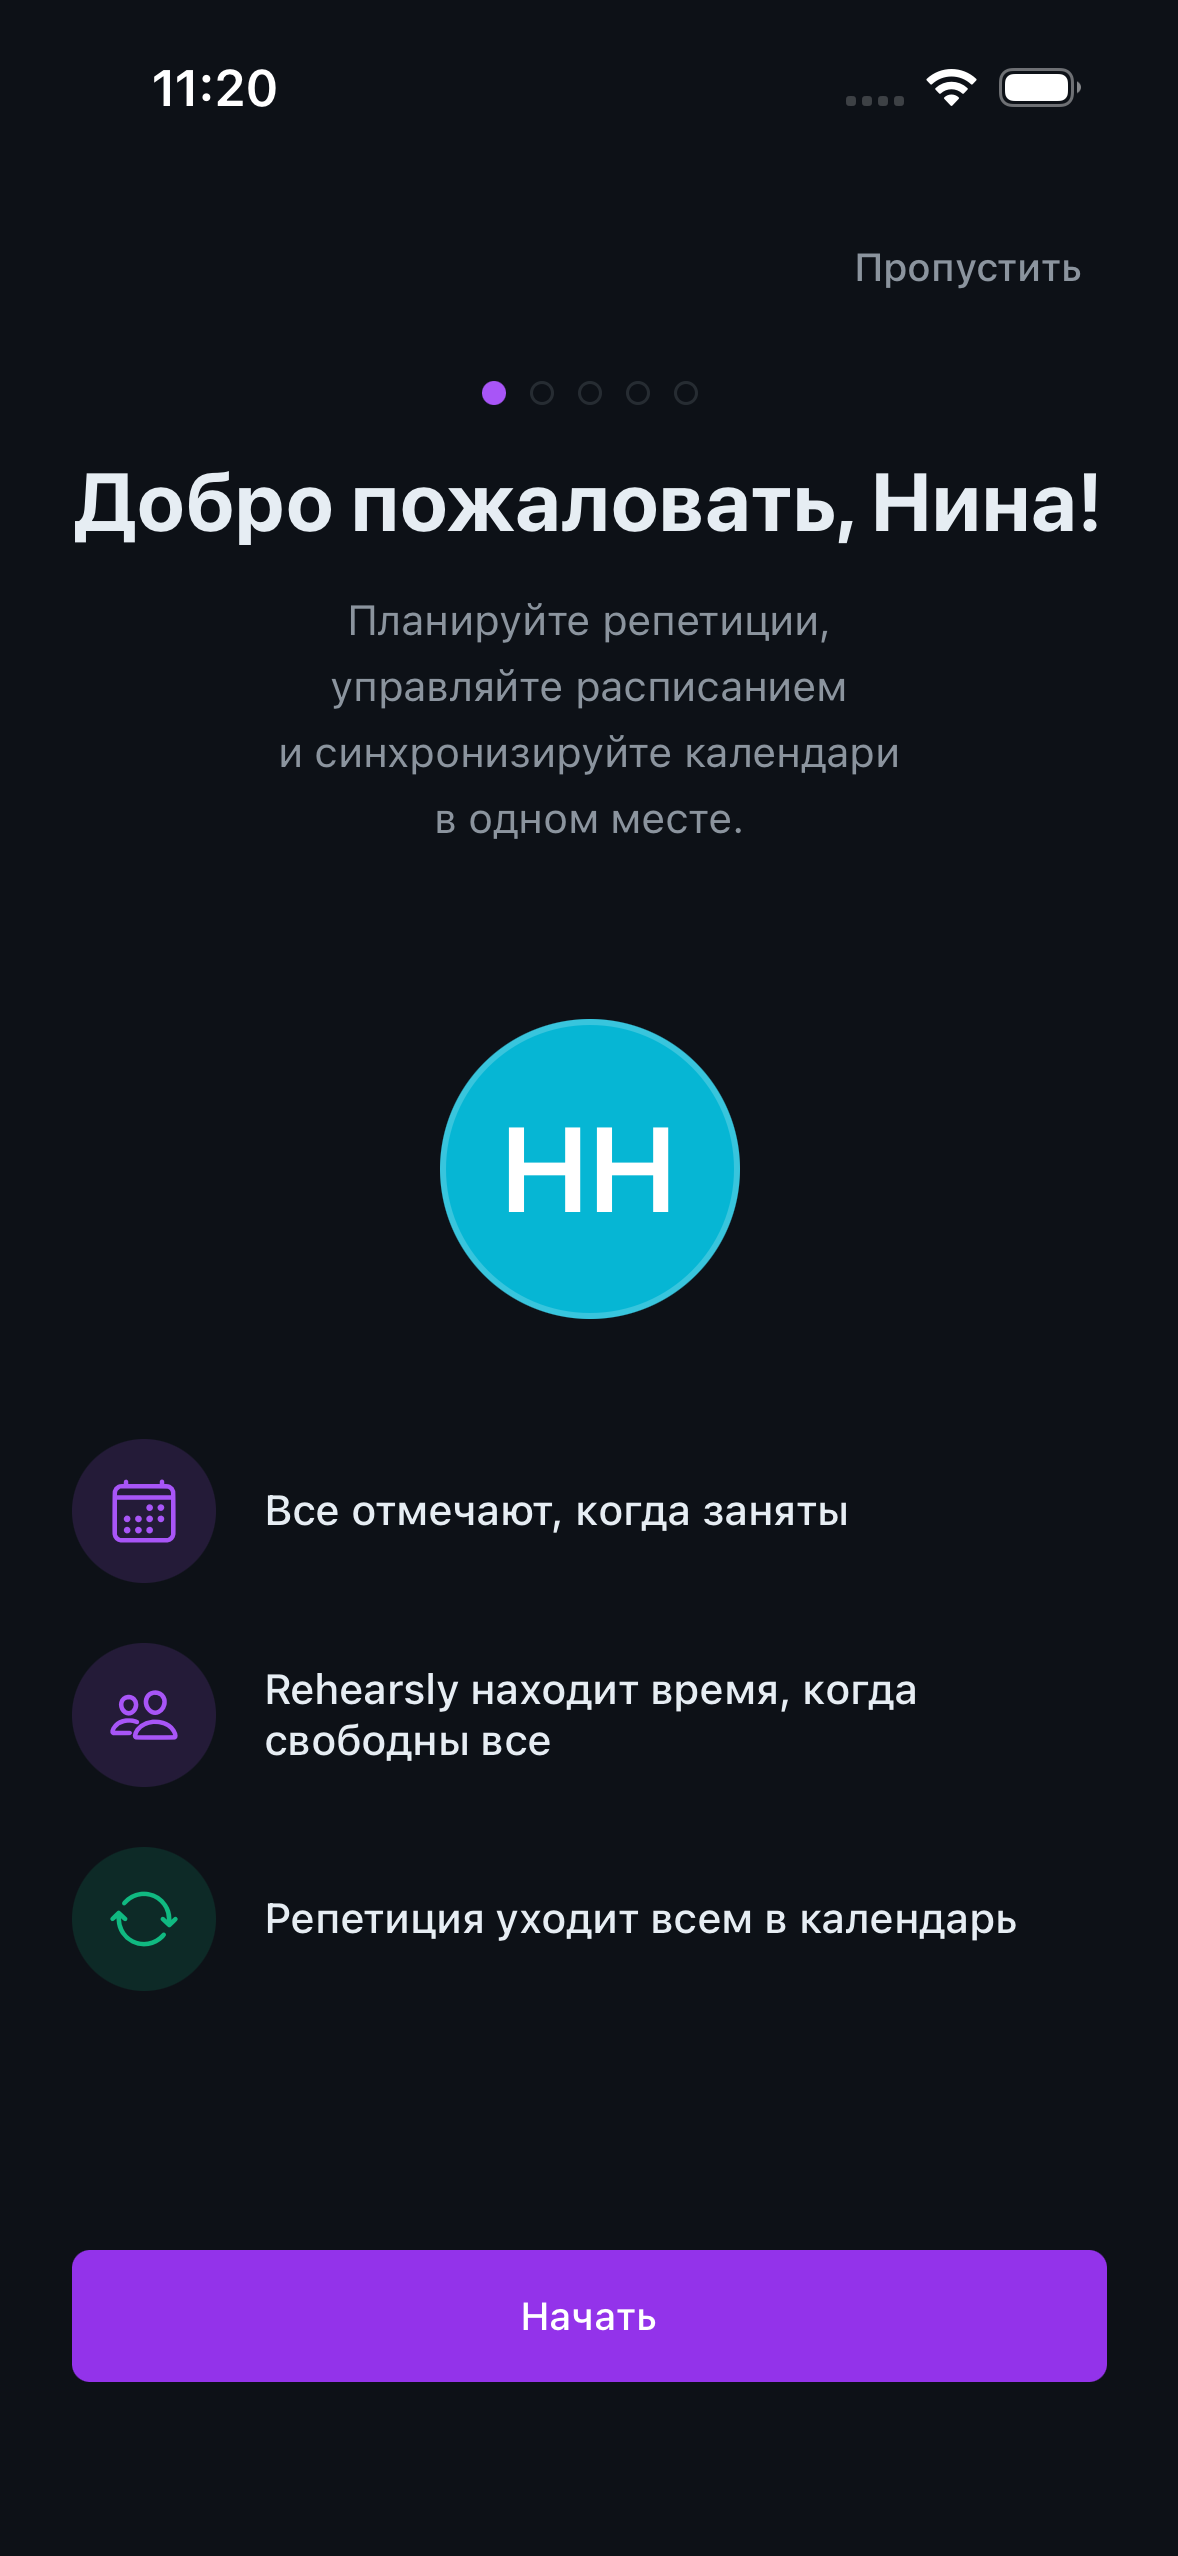 11:20
Пропустить
Добро пожаловать, Нина!
Планируйте репетиции,
управляйте расписанием
и синхронизируйте календари
в одном месте.
НН
Все отмечают, когда заняты
Rehearsly находит время, когда
свободны все
Репетиция уходит всем в календарь
Начать